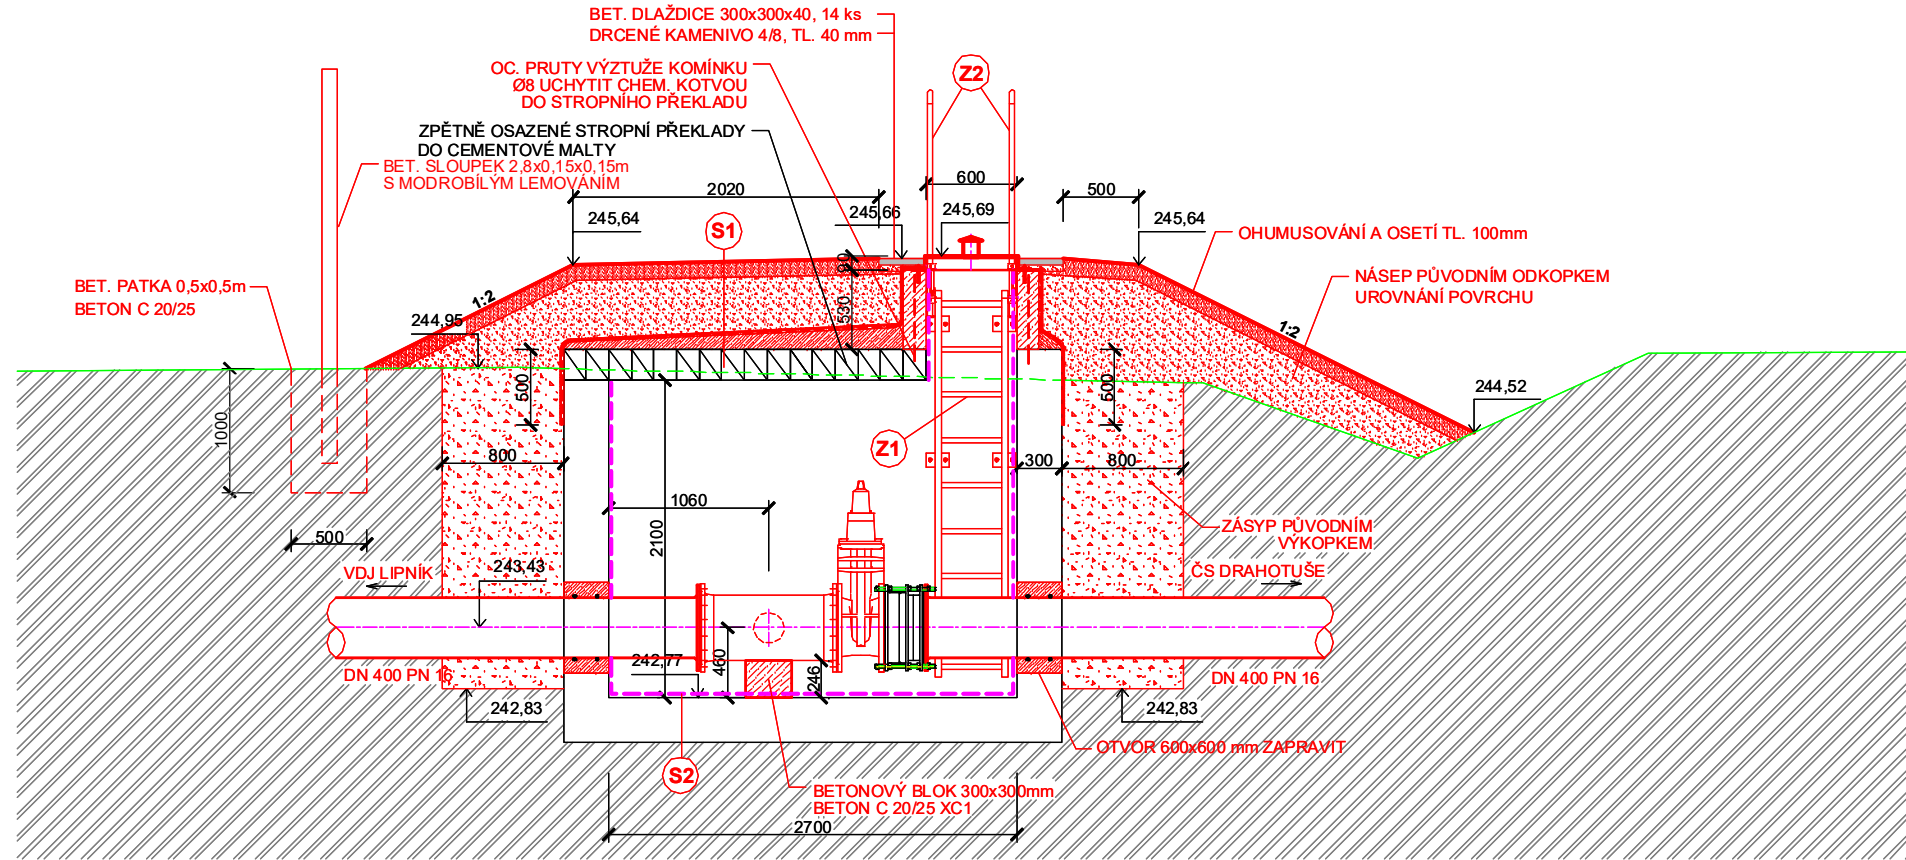 BET. DLAŽDICE 300x300x40, 14 ks
DRCENÉ KAMENIVO 4/8, TL. 40 mm
OC. PRUTY VÝZTUŽE KOMÍNKU
Ø8 UCHYTIT CHEM. KOTVOU
DO STROPNÍHO PŘEKLADU
Z2
ZPĚTNĚ OSAZENÉ STROPNÍ PŘEKLADY
DO CEMENTOVÉ MALTY
BET. SLOUPEK 2,8x0,15x0,15m
S MODROBÍLÝM LEMOVÁNÍM
2020
600
500
245,64
S1
245,66
245,69
245,64
OHUMUSOVÁNÍ A OSETÍ TL. 100mm
NÁSEP PŮVODNÍM ODKOPKEM
UROVNÁNÍ POVRCHU
BET. PATKA 0,5x0,5m
BETON C 20/25
1:2
530
1:2
244,95
500
500
244,52
1000
Z1
800
300
800
1060
2100
500
ZÁSYP PŮVODNÍM
VÝKOPKEM
VDJ LIPNÍK
243,43
ČS DRAHOTUŠE
242,77
460
246
DN 400 PN 16
DN 400 PN 16
242,83
242,83
S2
OTVOR 600x600 mm ZAPRAVIT
BETONOVÝ BLOK 300x300mm
BETON C 20/25 XC1
2700